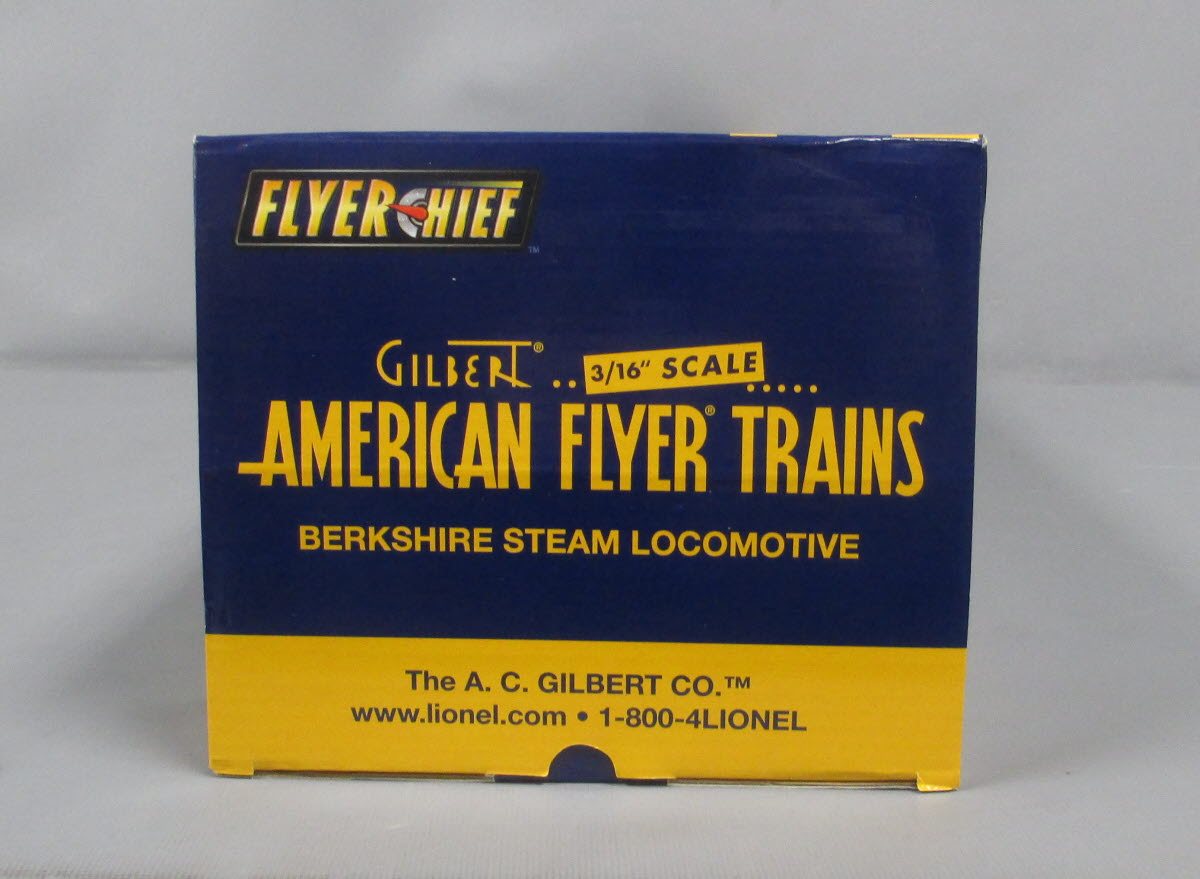 FLYERCHIEF™
GILBERT® .. 3/16" SCALE .....
AMERICAN FLYER® TRAINS
BERKSHIRE STEAM LOCOMOTIVE
The A. C. GILBERT CO.™
www.lionel.com • 1-800-4LIONEL